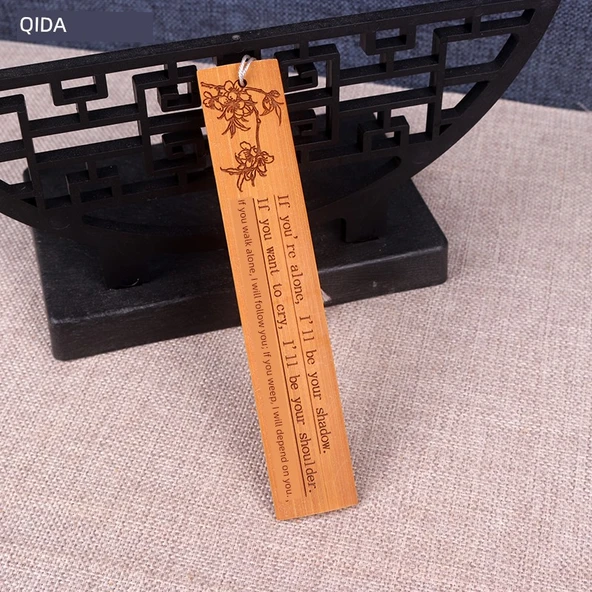 QIDA
If you're alone, I'll be your shadow.
If you want to cry, I'll be your shoulder.
If you walk alone, I will follow you; If you weep, I will depend on you. ,